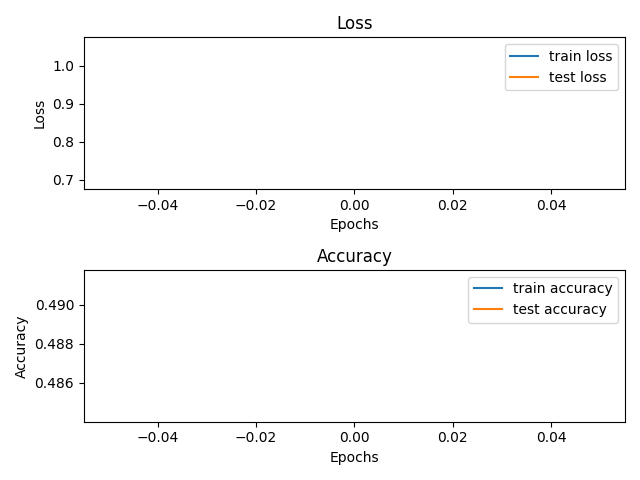 Loss
train loss
test loss
1.0
0.9
0.8
0.7
Loss
−0.04 −0.02 0.00 0.02 0.04
Epochs
Accuracy
train accuracy
test accuracy
0.490
0.488
0.486
Accuracy
−0.04 −0.02 0.00 0.02 0.04
Epochs